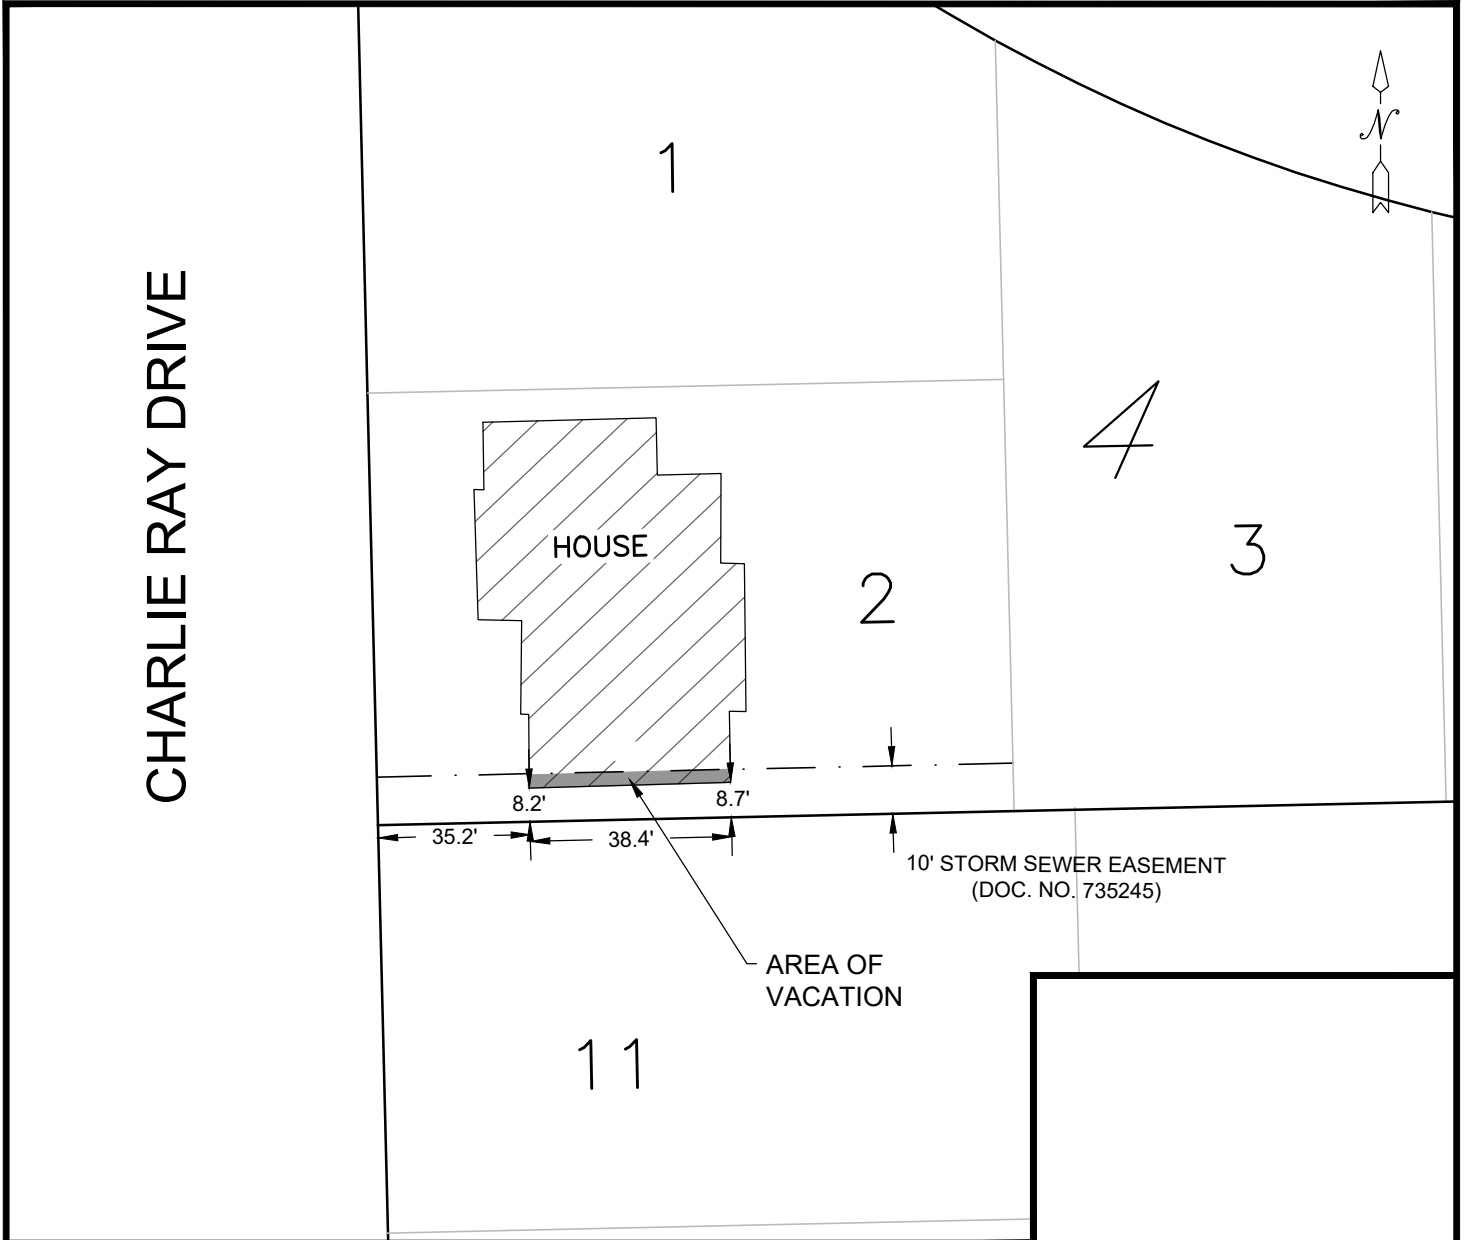 N
1
CHARLIE RAY DRIVE
4
HOUSE
3
2
8.2'
8.7'
35.2'
38.4'
10' STORM SEWER EASEMENT
(DOC. NO. 735245)
AREA OF
VACATION
11